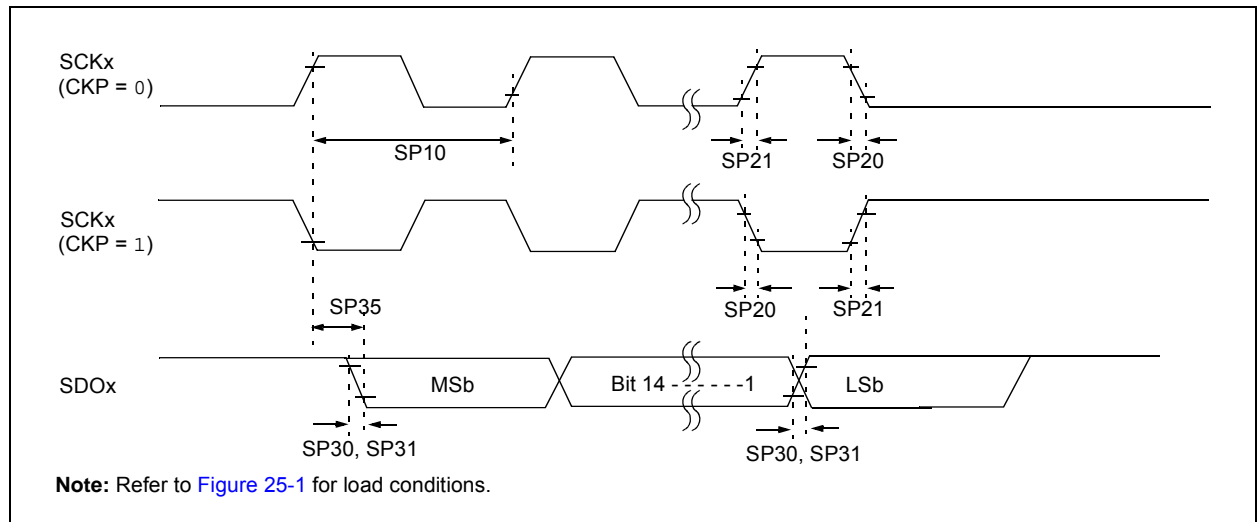 SCKx
(CKP = 0)
SP10
SP21
SP20
SCKx
(CKP = 1)
SP35
SP20
SP21
SDOx
MSb
Bit 14 - - - - - -1
LSb
SP30, SP31
SP30, SP31
Note: Refer to Figure 25-1 for load conditions.